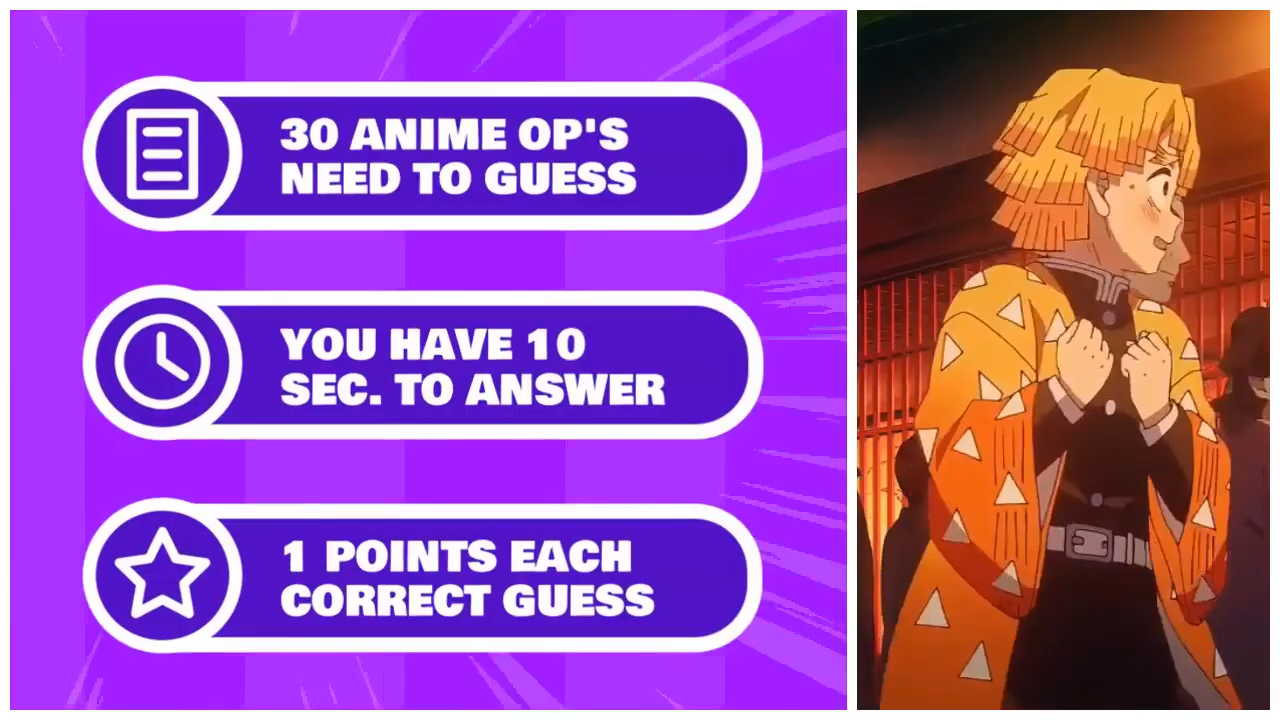 30 ANIME OP'S
NEED TO GUESS
YOU HAVE 10
SEC. TO ANSWER
1 POINTS EACH
CORRECT GUESS